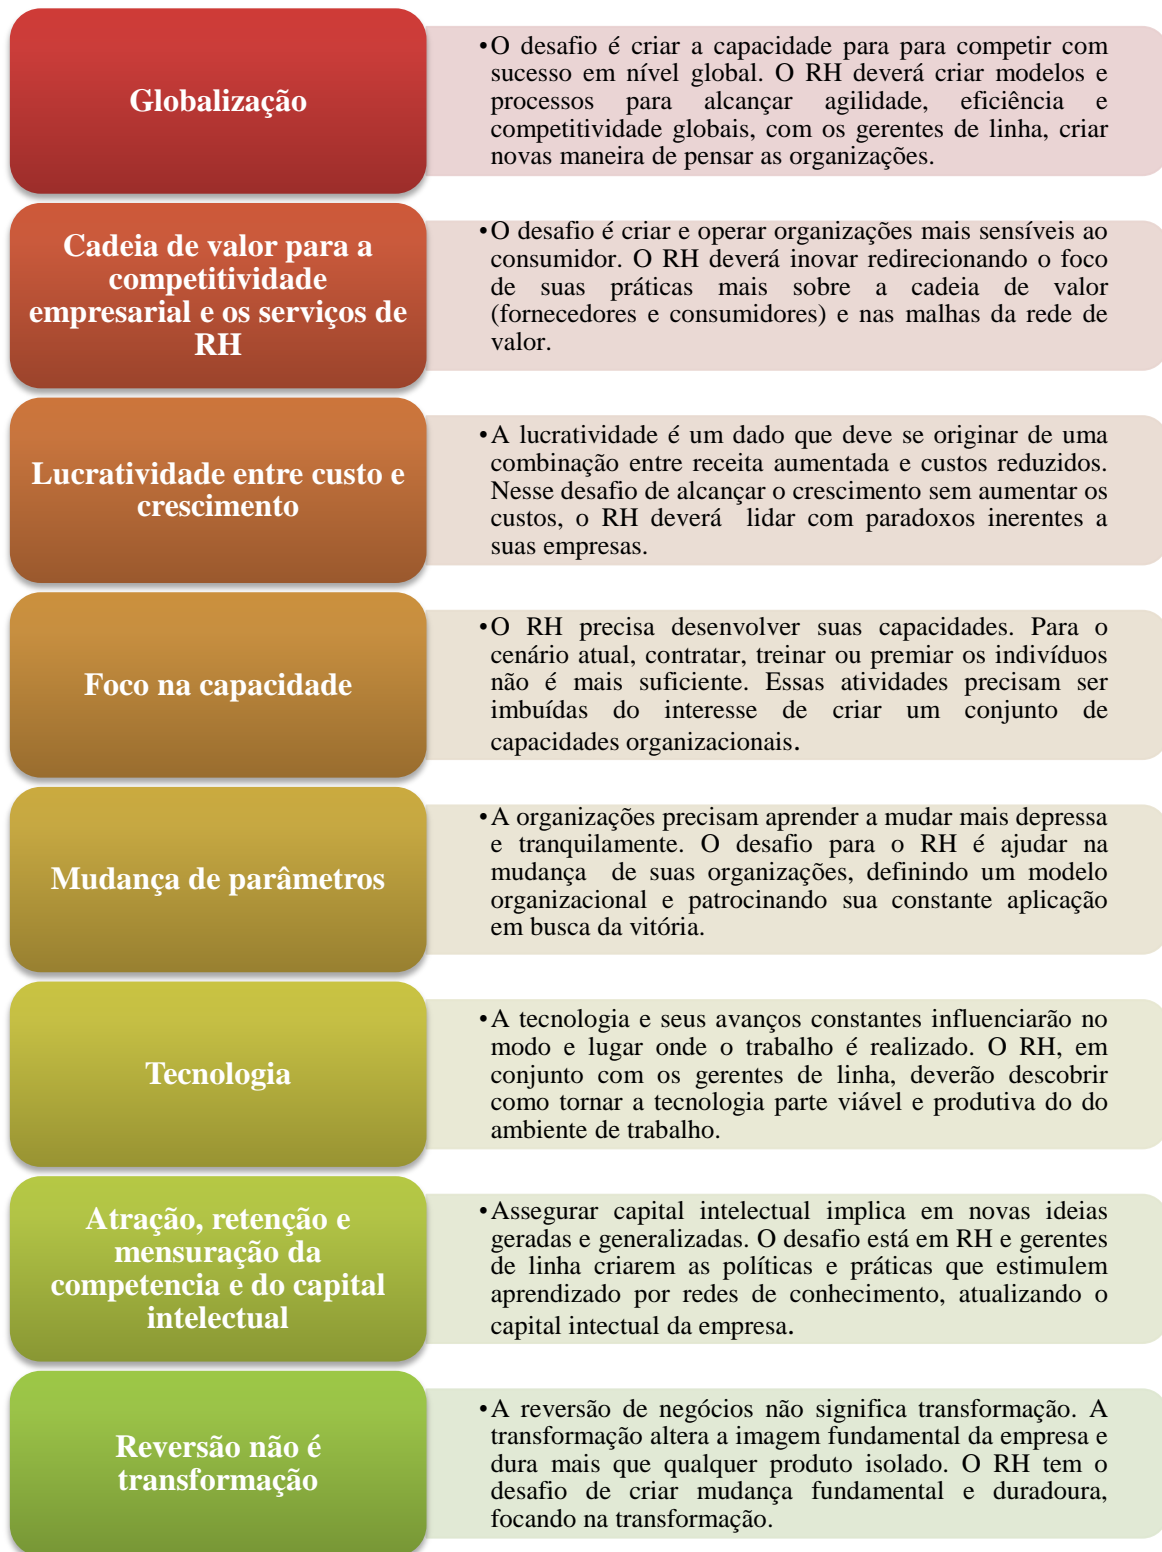 Globalização
•O desafio é criar a capacidade para para competir com
sucesso em nível global. O RH deverá criar modelos e
processos para alcançar agilidade, eficiência e
competitividade globais, com os gerentes de linha, criar
novas maneira de pensar as organizações.
Cadeia de valor para a
competitividade
empresarial e os serviços de
RH
•O desafio é criar e operar organizações mais sensíveis ao
consumidor. O RH deverá inovar redirecionando o foco
de suas práticas mais sobre a cadeia de valor
(fornecedores e consumidores) e nas malhas da rede de
valor.
Lucratividade entre custo e
crescimento
•A lucratividade é um dado que deve se originar de uma
combinação entre receita aumentada e custos reduzidos.
Nesse desafio de alcançar o crescimento sem aumentar os
custos, o RH deverá lidar com paradoxos inerentes a
suas empresas.
Foco na capacidade
•O RH precisa desenvolver suas capacidades. Para o
cenário atual, contratar, treinar ou premiar os indivíduos
não é mais suficiente. Essas atividades precisam ser
imbuídas do interesse de criar um conjunto de
capacidades organizacionais.
Mudança de parâmetros
•A organizações precisam aprender a mudar mais depressa
e tranquilamente. O desafio para o RH é ajudar na
mudança de suas organizações, definindo um modelo
organizacional e patrocinando sua constante aplicação
em busca da vitória.
Tecnologia
•A tecnologia e seus avanços constantes influenciarão no
modo e lugar onde o trabalho é realizado. O RH, em
conjunto com os gerentes de linha, deverão descobrir
como tornar a tecnologia parte viável e produtiva do do
ambiente de trabalho.
Atração, retenção e
mensuração da
competencia e do capital
intelectual
•Assegurar capital intelectual implica em novas ideias
geradas e generalizadas. O desafio está em RH e gerentes
de linha criarem as políticas e práticas que estimulem
aprendizado por redes de conhecimento, atualizando o
capital intectual da empresa.
Reversão não é
transformação
•A reversão de negócios não significa transformação. A
transformação altera a imagem fundamental da empresa e
dura mais que qualquer produto isolado. O RH tem o
desafio de criar mudança fundamental e duradoura,
focando na transformação.